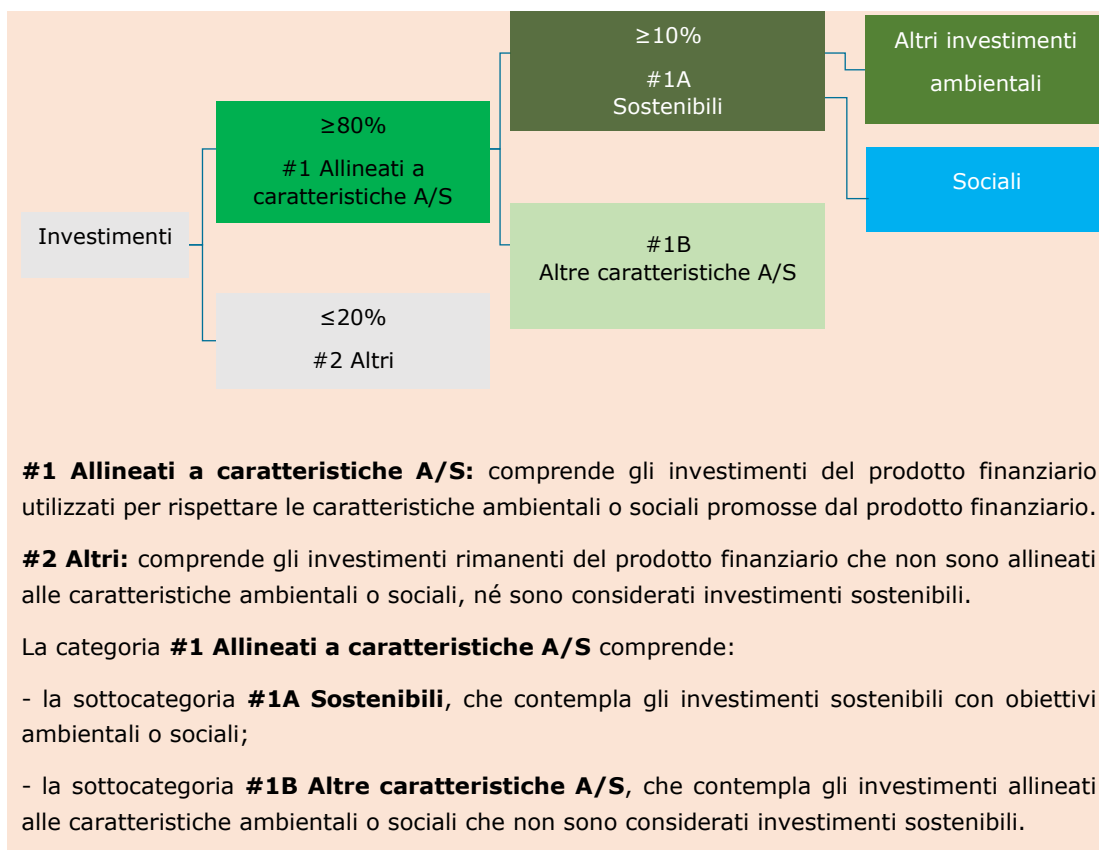 Investimenti
≥80%
#1 Allineati a
caratteristiche A/S
≤20%
#2 Altri
≥10%
#1A
Sostenibili
#1B
Altre caratteristiche A/S
Altri investimenti
ambientali
Sociali
#1 Allineati a caratteristiche A/S: comprende gli investimenti del prodotto finanziario
utilizzati per rispettare le caratteristiche ambientali o sociali promosse dal prodotto finanziario.
#2 Altri: comprende gli investimenti rimanenti del prodotto finanziario che non sono allineati
alle caratteristiche ambientali o sociali, né sono considerati investimenti sostenibili.
La categoria #1 Allineati a caratteristiche A/S comprende:
- la sottocategoria #1A Sostenibili, che contempla gli investimenti sostenibili con obiettivi
ambientali o sociali;
- la sottocategoria #1B Altre caratteristiche A/S, che contempla gli investimenti allineati
alle caratteristiche ambientali o sociali che non sono considerati investimenti sostenibili.